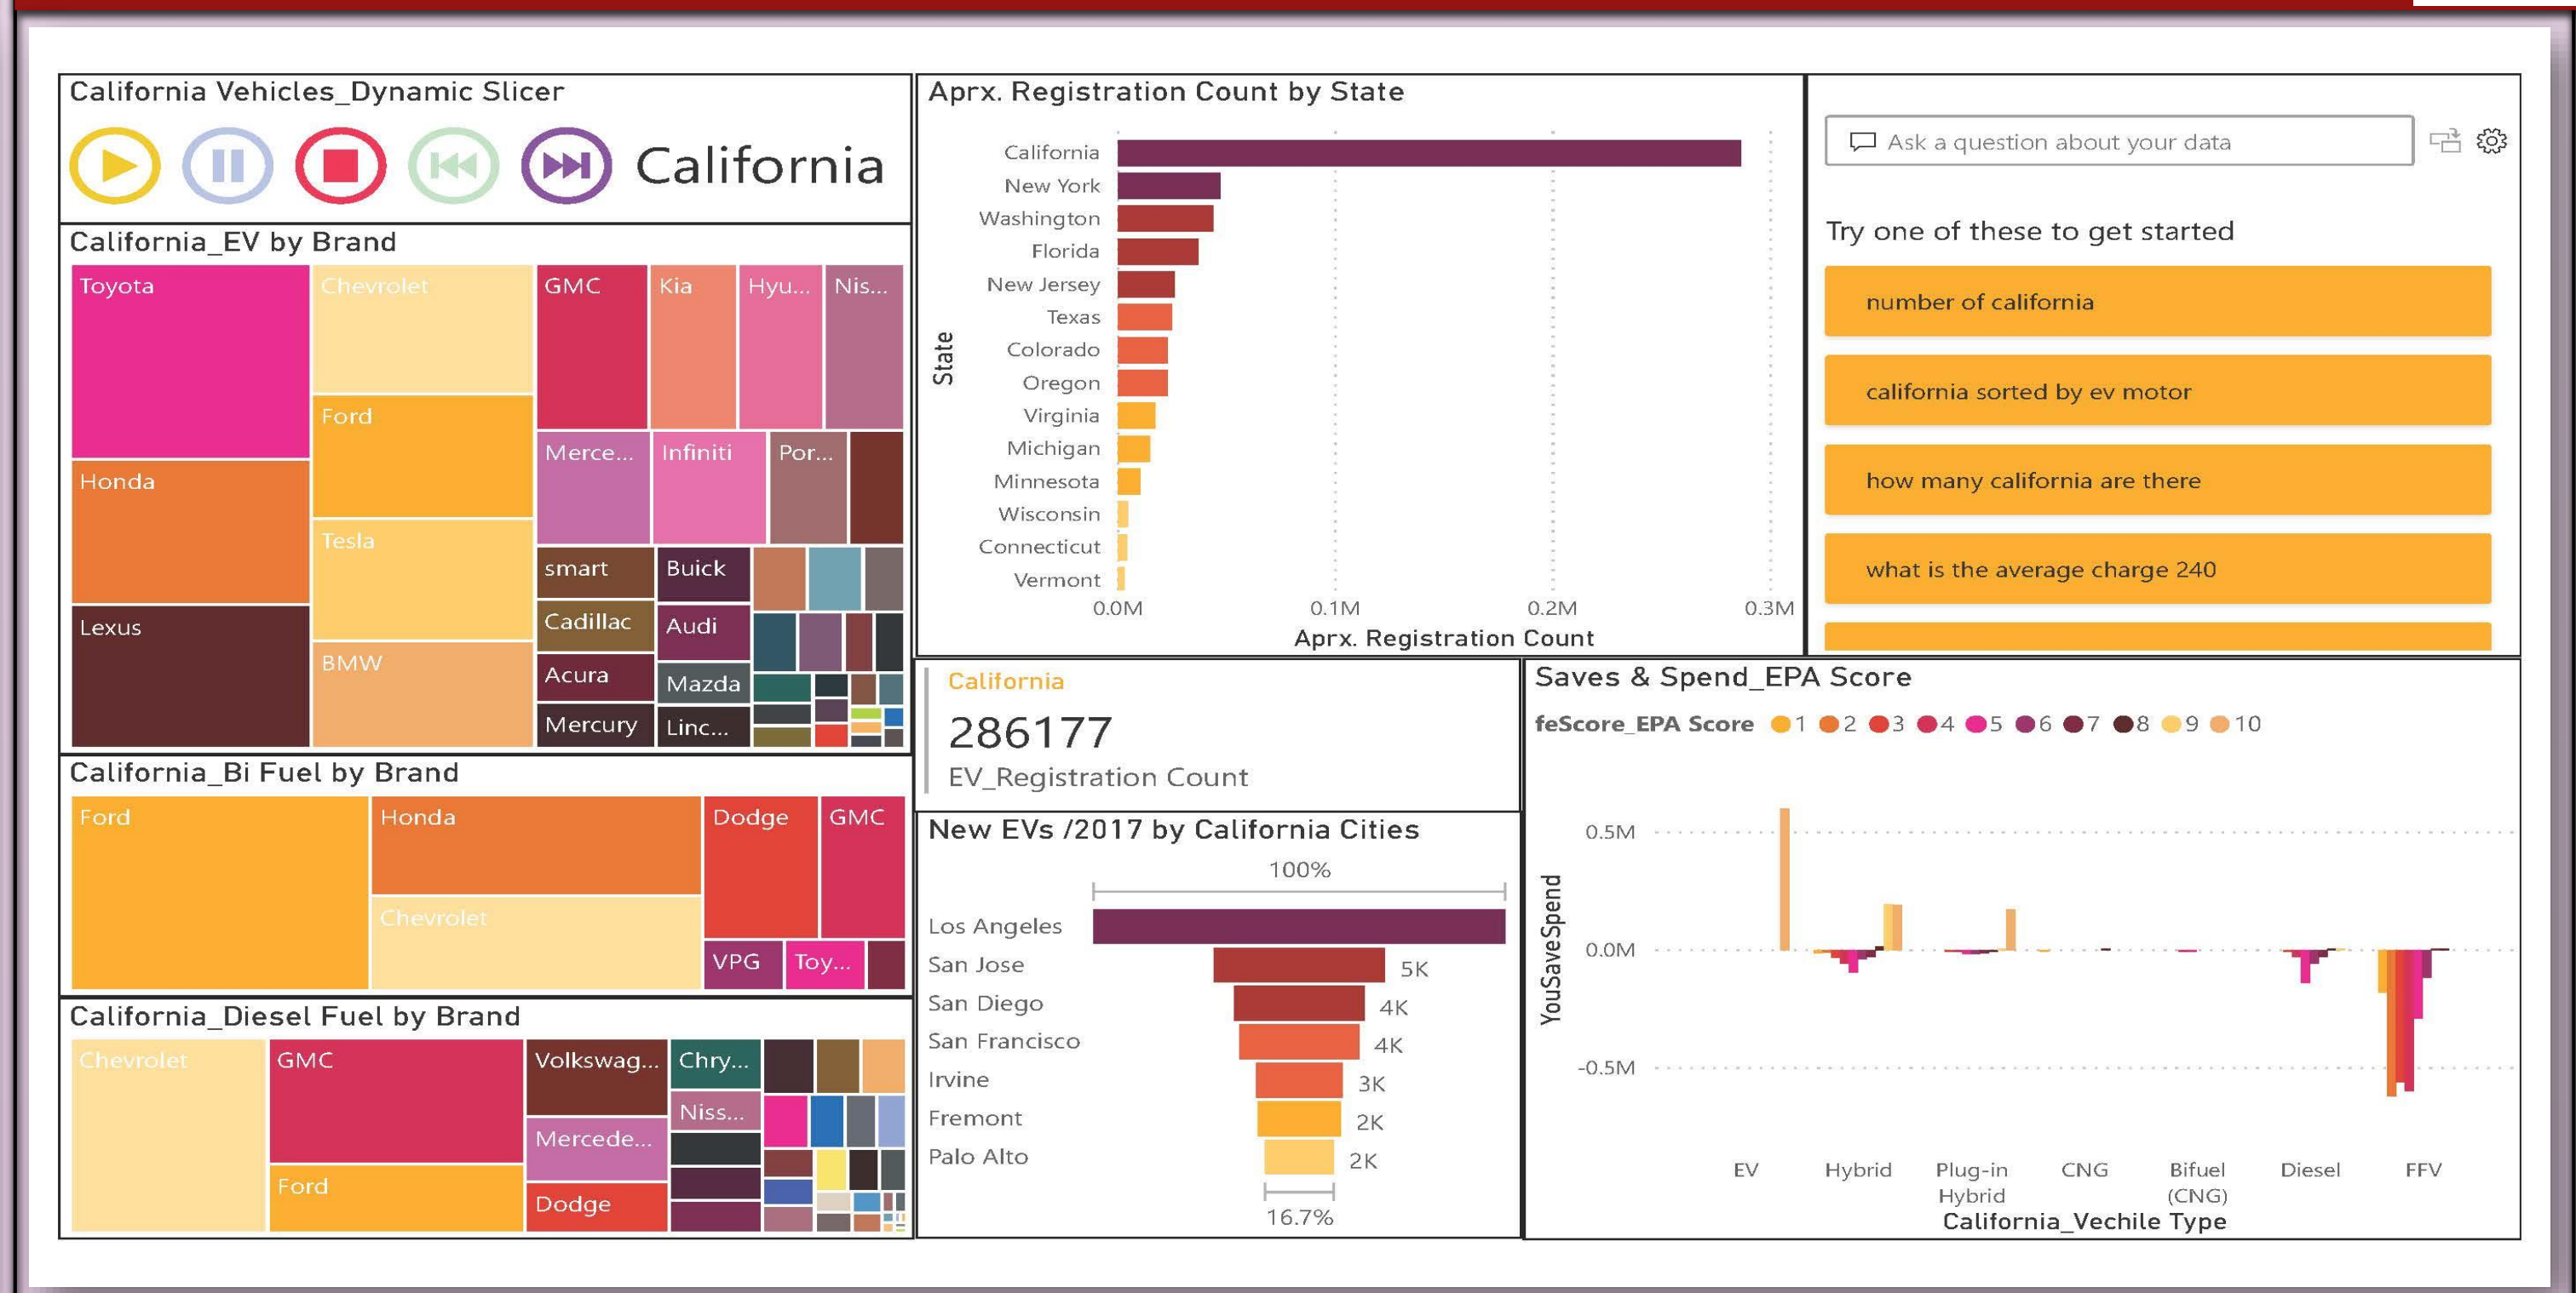 California Vehicles_Dynamic Slicer
California
California_EV by Brand
Toyota
Honda
Lexus
Chevrolet
Ford
Tesla
BMW
GMC
Kia
Hyu...
Nis...
Merce...
Infiniti
Por...
smart
Buick
Cadillac
Audi
Acura
Mazda
Mercury
Linc...
California_Bi Fuel by Brand
Ford
Honda
Chevrolet
Dodge
GMC
VPG
Toy...
California_Diesel Fuel by Brand
Chevrolet
GMC
Ford
Volkswag...
Mercede...
Dodge
Chry...
Niss...
Aprx. Registration Count by State
State
California
New York
Washington
Florida
New Jersey
Texas
Colorado
Oregon
Virginia
Michigan
Minnesota
Wisconsin
Connecticut
Vermont
0.0M 0.1M 0.2M 0.3M
Aprx. Registration Count
Ask a question about your data
Try one of these to get started
number of california
california sorted by ev motor
how many california are there
what is the average charge 240
California
286177
EV_Registration Count
New EVs /2017 by California Cities
100%
Los Angeles
San Jose 5K
San Diego 4K
San Francisco 4K
Irvine 3K
Fremont 2K
Palo Alto 2K
16.7%
Saves & Spend_EPA Score
feScore_EPA Score 1 2 3 4 5 6 7 8 9 10
YouSaveSpend
0.5M
0.0M
-0.5M
EV Hybrid Plug-in CNG Bifuel Diesel FFV
Hybrid (CNG)
California_Vechile Type